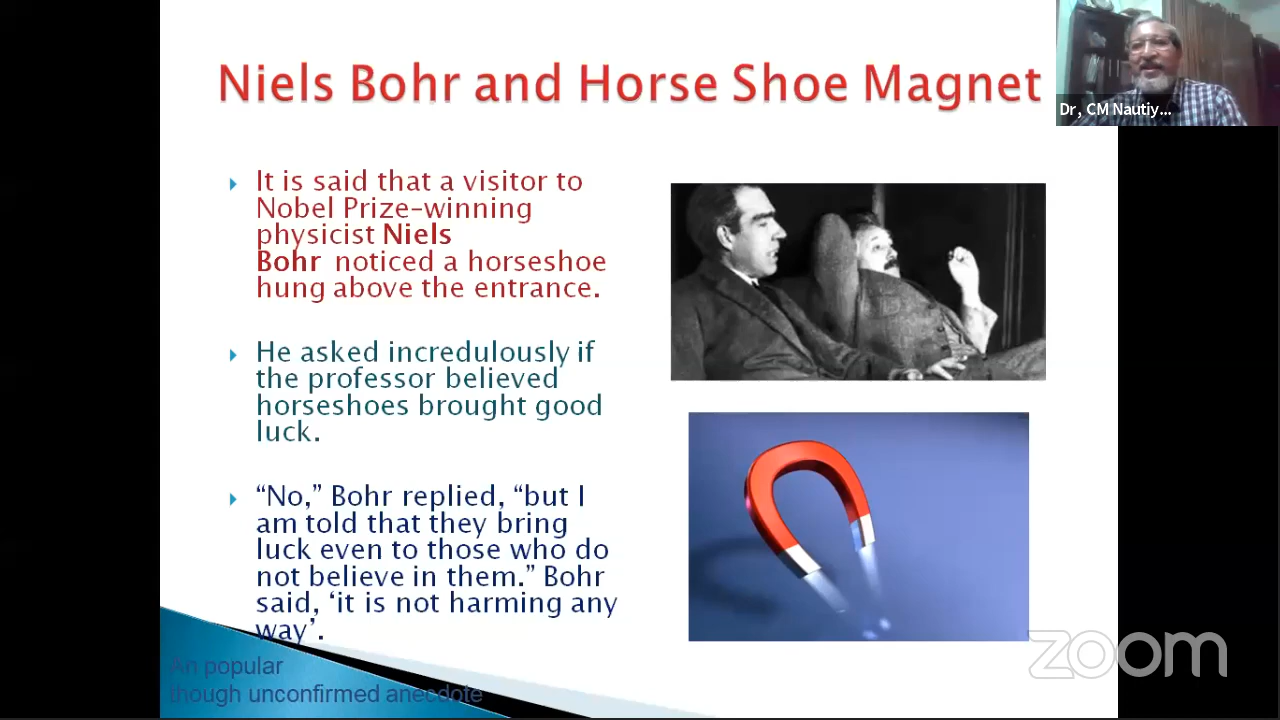 Niels Bohr and Horse Shoe Magnet
Dr, CM Nautiy...
It is said that a visitor to
Nobel Prize-winning
physicist Niels
Bohr noticed a horseshoe
hung above the entrance.
He asked incredulously if
the professor believed
horseshoes brought good
luck.
“No,” Bohr replied, “but I
am told that they bring
luck even to those who do
not believe in them.” Bohr
said, ‘it is not harming any
way’.
An popular
though unconfirmed anecdote
zoom